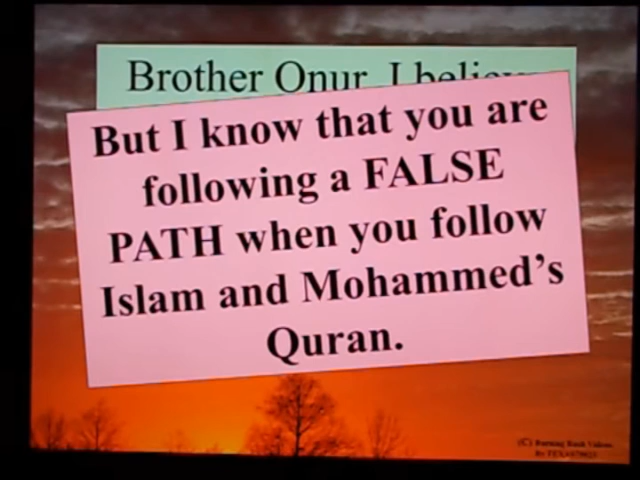 Brother Onur, I believe
But I know that you are
following a FALSE
PATH when you follow
Islam and Mohammed's
Quran.
(C) Burning Bush Videos
By TEXAS79023